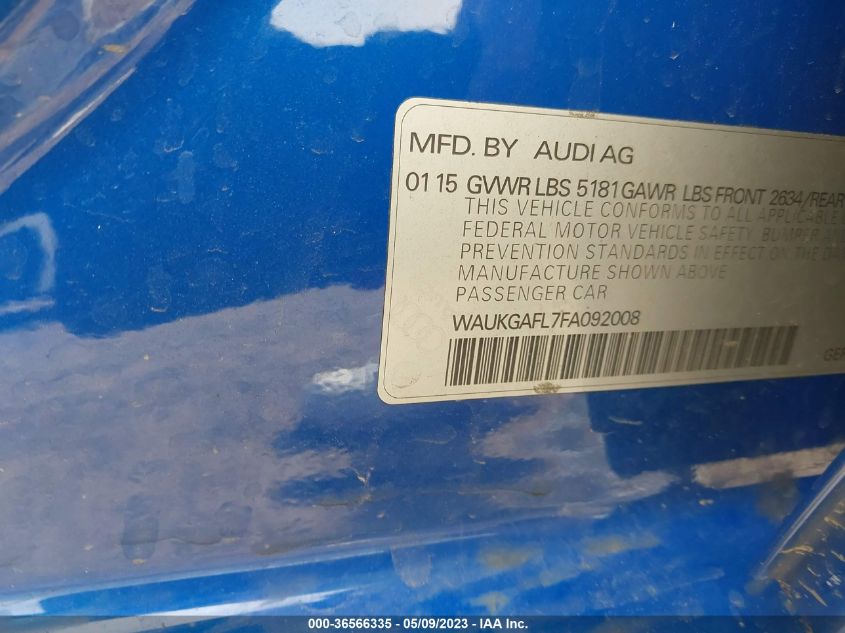 MFD. BY AUDI AG
01 15 GVWR LBS 5181 GAWR LBS FRONT 2634/REAR
THIS VEHICLE CONFORMS TO ALL APPLICABLE
FEDERAL MOTOR VEHICLE SAFETY, BUMPER AND
PREVENTION STANDARDS IN EFFECT ON THE
MANUFACTURE SHOWN ABOVE
PASSENGER CAR
WAUKGAFL7FA092008
000-36566335 - 05/09/2023 - IAA Inc.